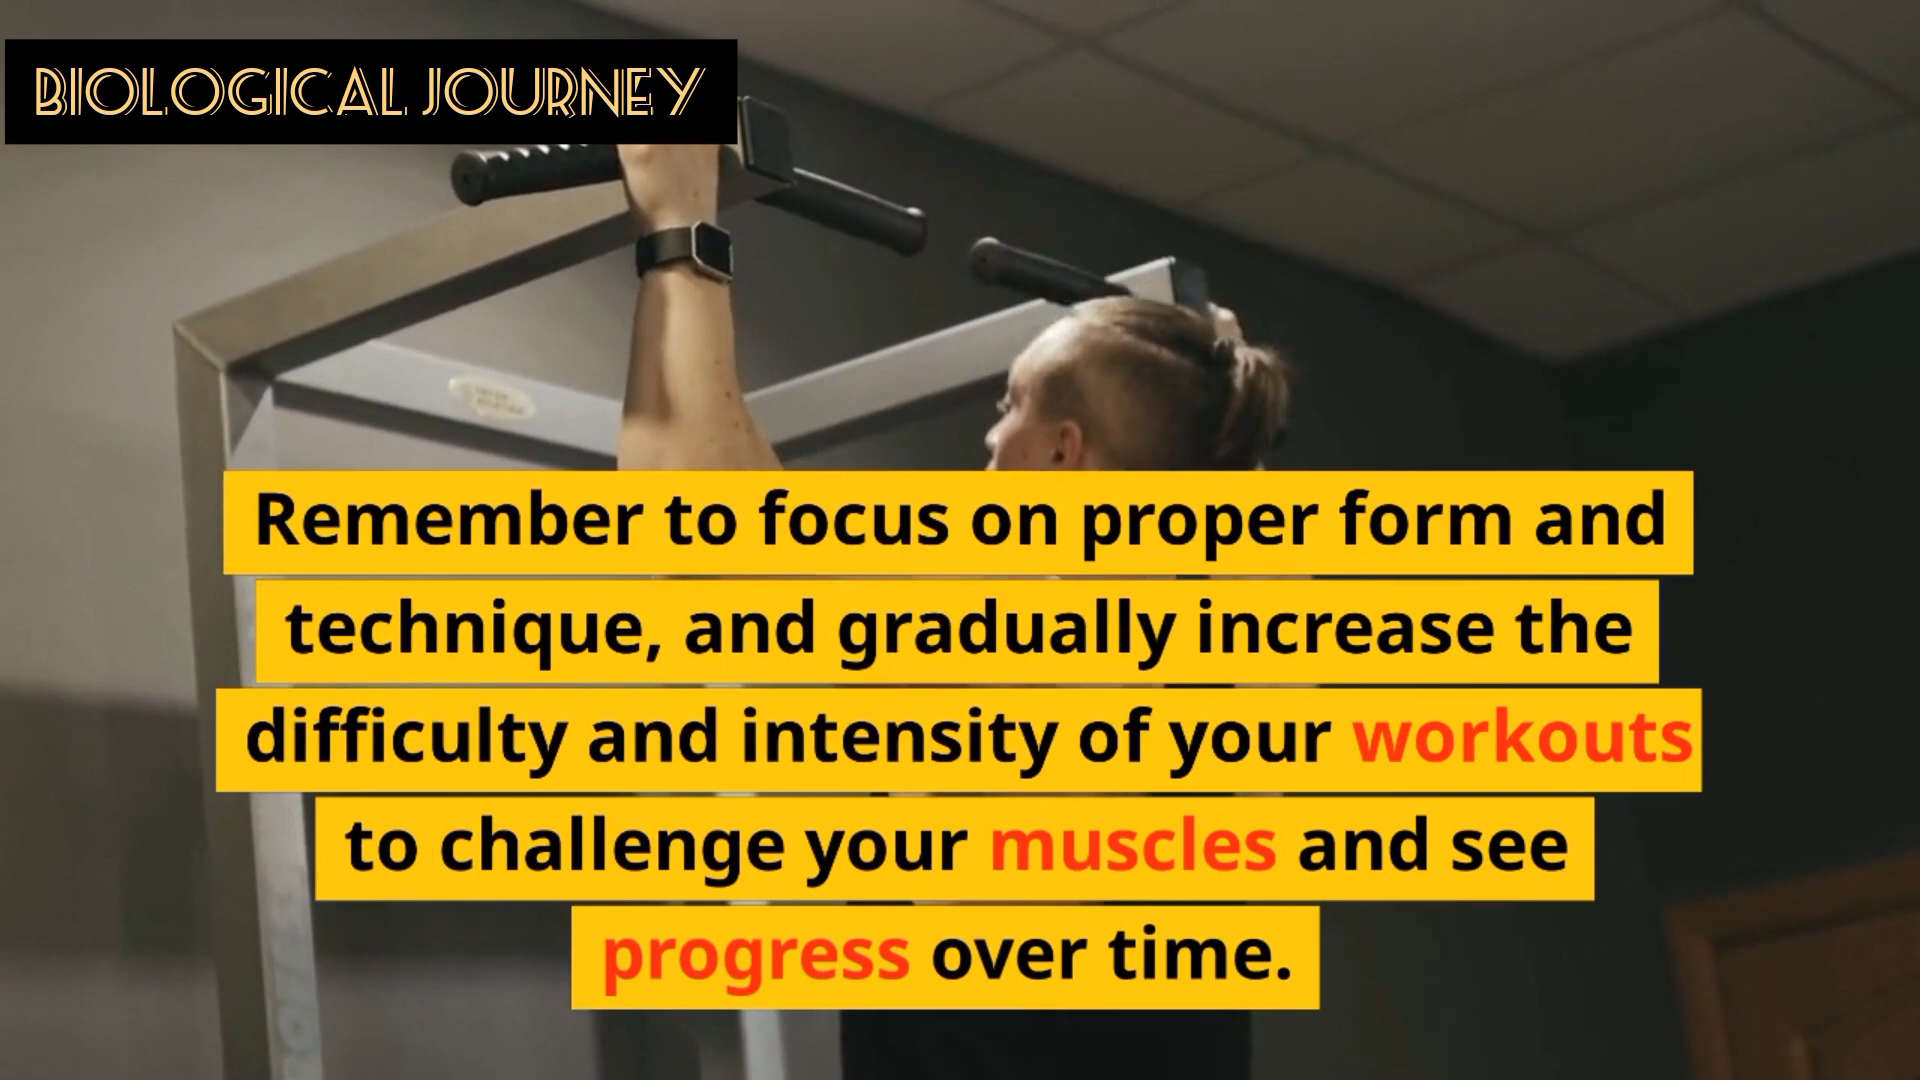 BIOLOGICAL JOURNEY
Remember to focus on proper form and
technique, and gradually increase the
difficulty and intensity of your workouts
to challenge your muscles and see
progress over time.